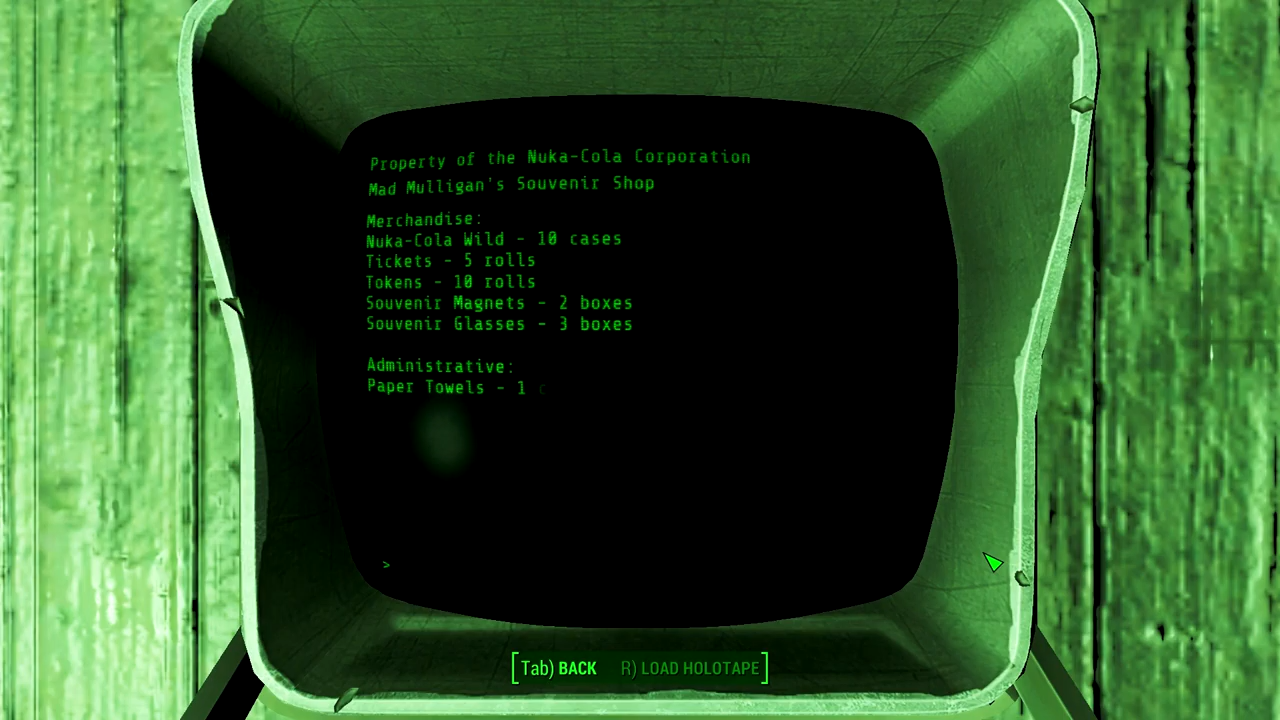 Property of the Nuka-Cola Corporation
Mad Mulligan's Souvenir Shop
Merchandise:
Nuka-Cola Wild - 10 cases
Tickets - 5 rolls
Tokens - 10 rolls
Souvenir Magnets - 2 boxes
Souvenir Glasses - 3 boxes
Administrative:
Paper Towels - 1 c
>
[Tab) BACK R) LOAD HOLOTAPE]